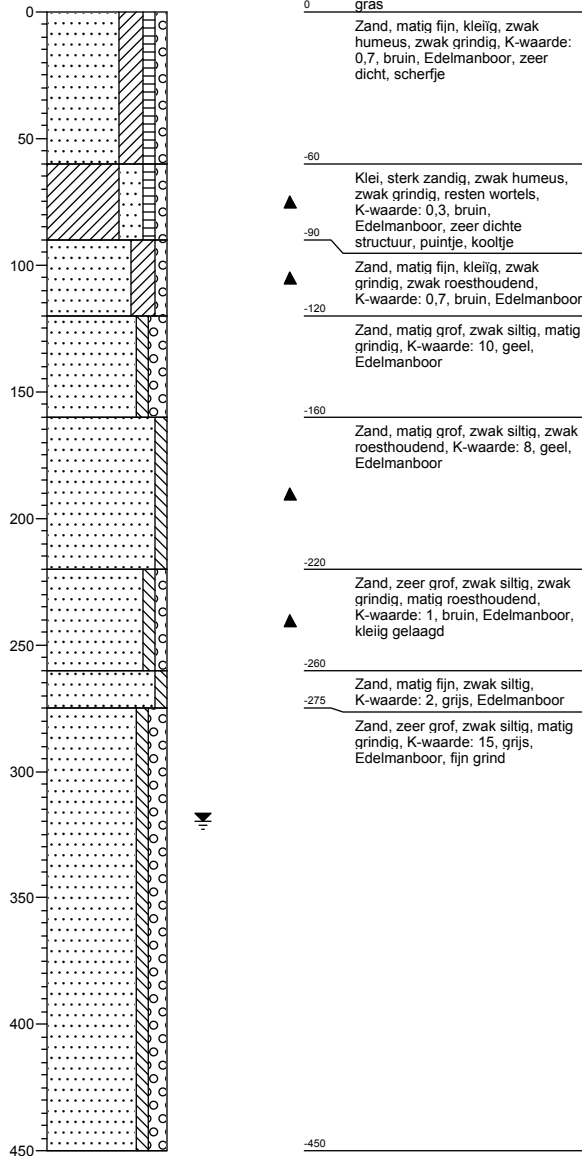 0
50
100
150
200
250
300
350
400
450
0
gras
Zand, matig fijn, kleiïg, zwak
humeus, zwak grindig, K-waarde:
0,7, bruin, Edelmanboor, zeer
dicht, scherfje
-60
Klei, sterk zandig, zwak humeus,
zwak grindig, resten wortels,
K-waarde: 0,3, bruin,
Edelmanboor, zeer dichte
structuur, puintje, kooltje
-90
Zand, matig fijn, kleiïg, zwak
grindig, zwak roesthoudend,
K-waarde: 0,7, bruin, Edelmanboor
-120
Zand, matig grof, zwak siltig, matig
grindig, K-waarde: 10, geel,
Edelmanboor
-160
Zand, matig grof, zwak siltig, zwak
roesthoudend, K-waarde: 8, geel,
Edelmanboor
-220
Zand, zeer grof, zwak siltig, zwak
grindig, matig roesthoudend,
K-waarde: 1, bruin, Edelmanboor,
kleiig gelaagd
-260
Zand, matig fijn, zwak siltig,
K-waarde: 2, grijs, Edelmanboor
-275
Zand, zeer grof, zwak siltig, matig
grindig, K-waarde: 15, grijs,
Edelmanboor, fijn grind
-450